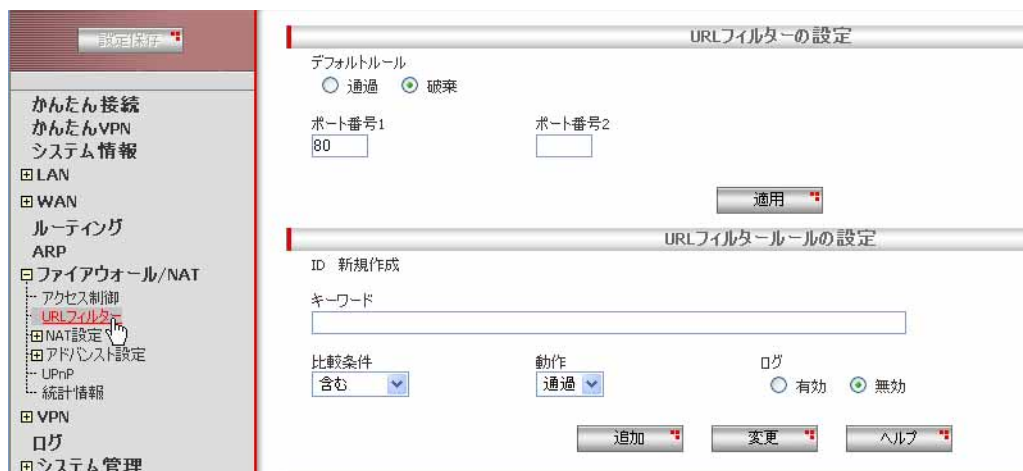 設定保存
かんたん接続
かんたんVPN
システム情報
LAN
WAN
ルーティング
ARP
ファイアウォール/NAT
アクセス制御
URLフィルター
NAT設定
アドバンスト設定
UPnP
統計情報
VPN
ログ
システム管理
URLフィルターの設定
デフォルトルール
通過 破棄
ポート番号1 ポート番号2
80
適用
URLフィルタールールの設定
ID 新規作成
キーワード
比較条件 動作 ログ
含む 通過 有効 無効
追加 変更 ヘルプ